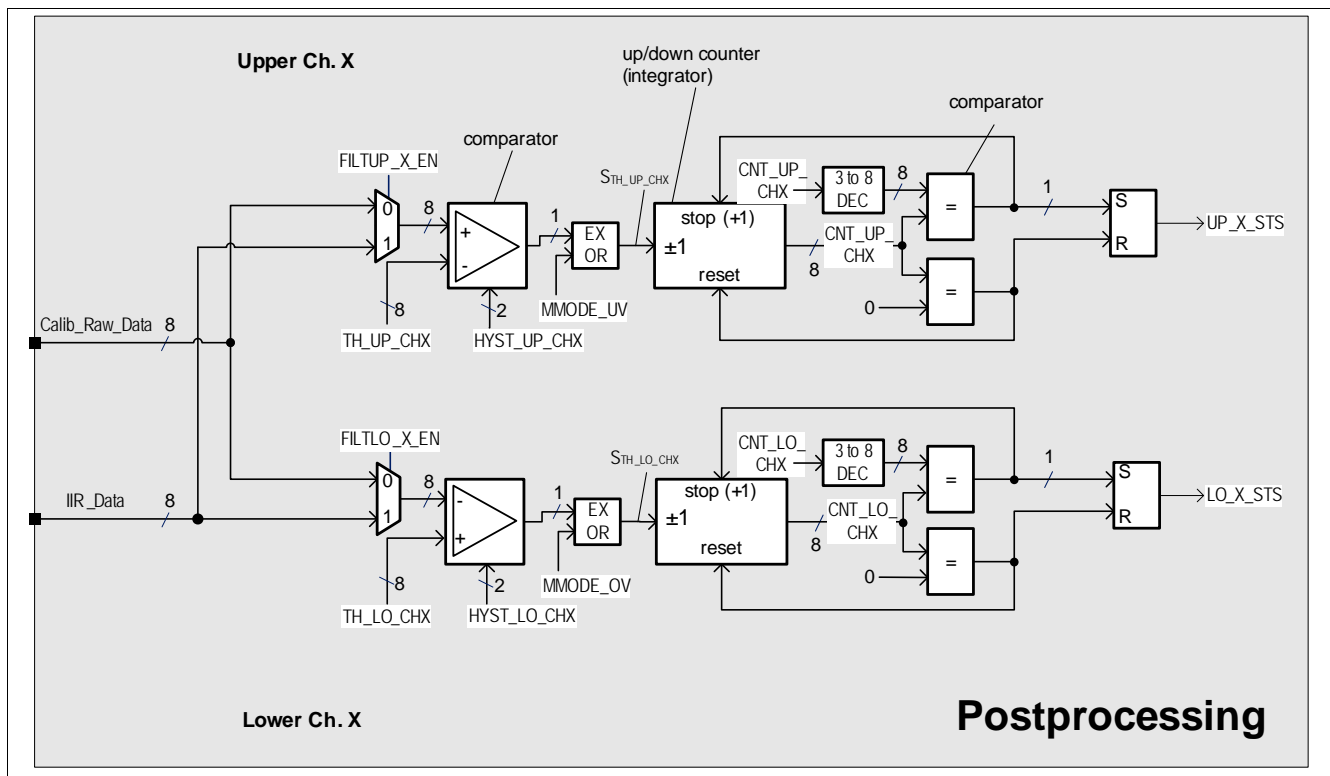 Upper Ch. X
up/down counter
(integrator)
comparator
comparator
FILTUP_X_EN
STH_UP_CHX
CNT_UP_
CHX
3 to 8
DEC
8
=
1
S
R
UP_X_STS
0
1
8
+
-
1
EX
OR
stop (+1)
±1
reset
8
CNT_UP_
CHX
=
0
8
TH_UP_CHX
2
HYST_UP_CHX
MMODE_UV
Calib_Raw_Data
8
FILTLO_X_EN
STH_LO_CHX
CNT_LO_
CHX
3 to 8
DEC
8
=
1
S
R
LO_X_STS
0
1
8
-
+
1
EX
OR
stop (+1)
±1
reset
8
CNT_LO_
CHX
=
0
IIR_Data
8
8
TH_LO_CHX
2
HYST_LO_CHX
MMODE_OV
Lower Ch. X
Postprocessing